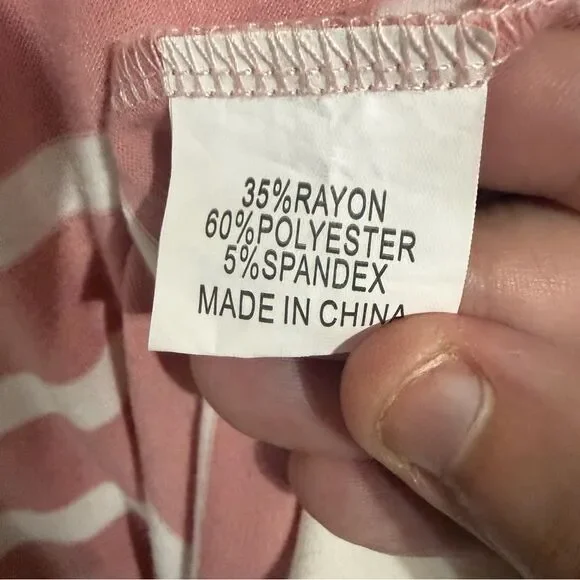 35%RAYON
60%POLYESTER
5%SPANDEX
MADE IN CHINA